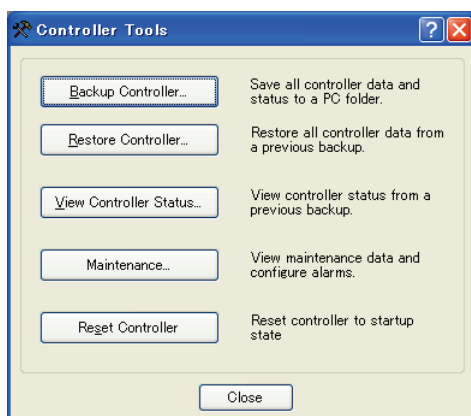 Controller Tools
Backup Controller...
Save all controller data and
status to a PC folder.
Restore Controller...
Restore all controller data from
a previous backup.
View Controller Status...
View controller status from a
previous backup.
Maintenance...
View maintenance data and
configure alarms.
Reset Controller
Reset controller to startup
state
Close